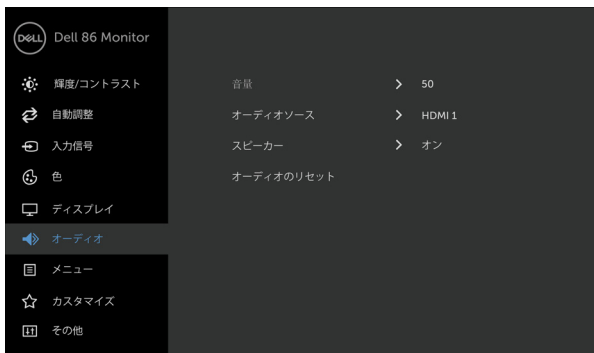 DELL Dell 86 Monitor
輝度/コントラスト
自動調整
入力信号
色
ディスプレイ
オーディオ
メニュー
カスタマイズ
その他
音量 50
オーディオソース HDMI 1
スピーカー オン
オーディオのリセット